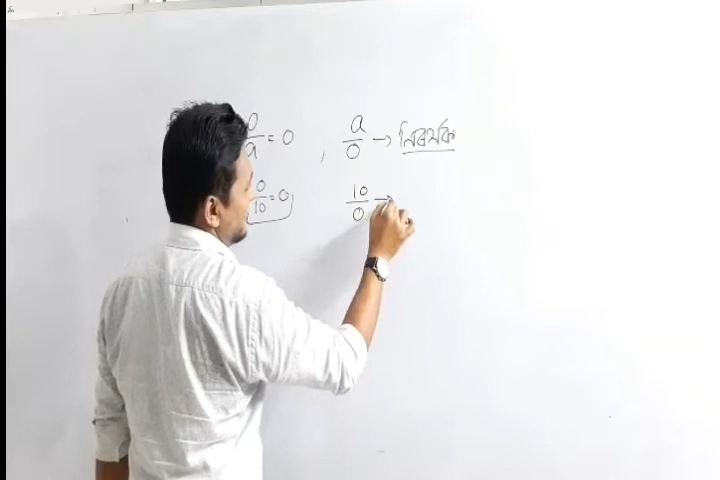 0/a = 0 , a/0 → নিরর্থক
0/10 = 0 10/0 →